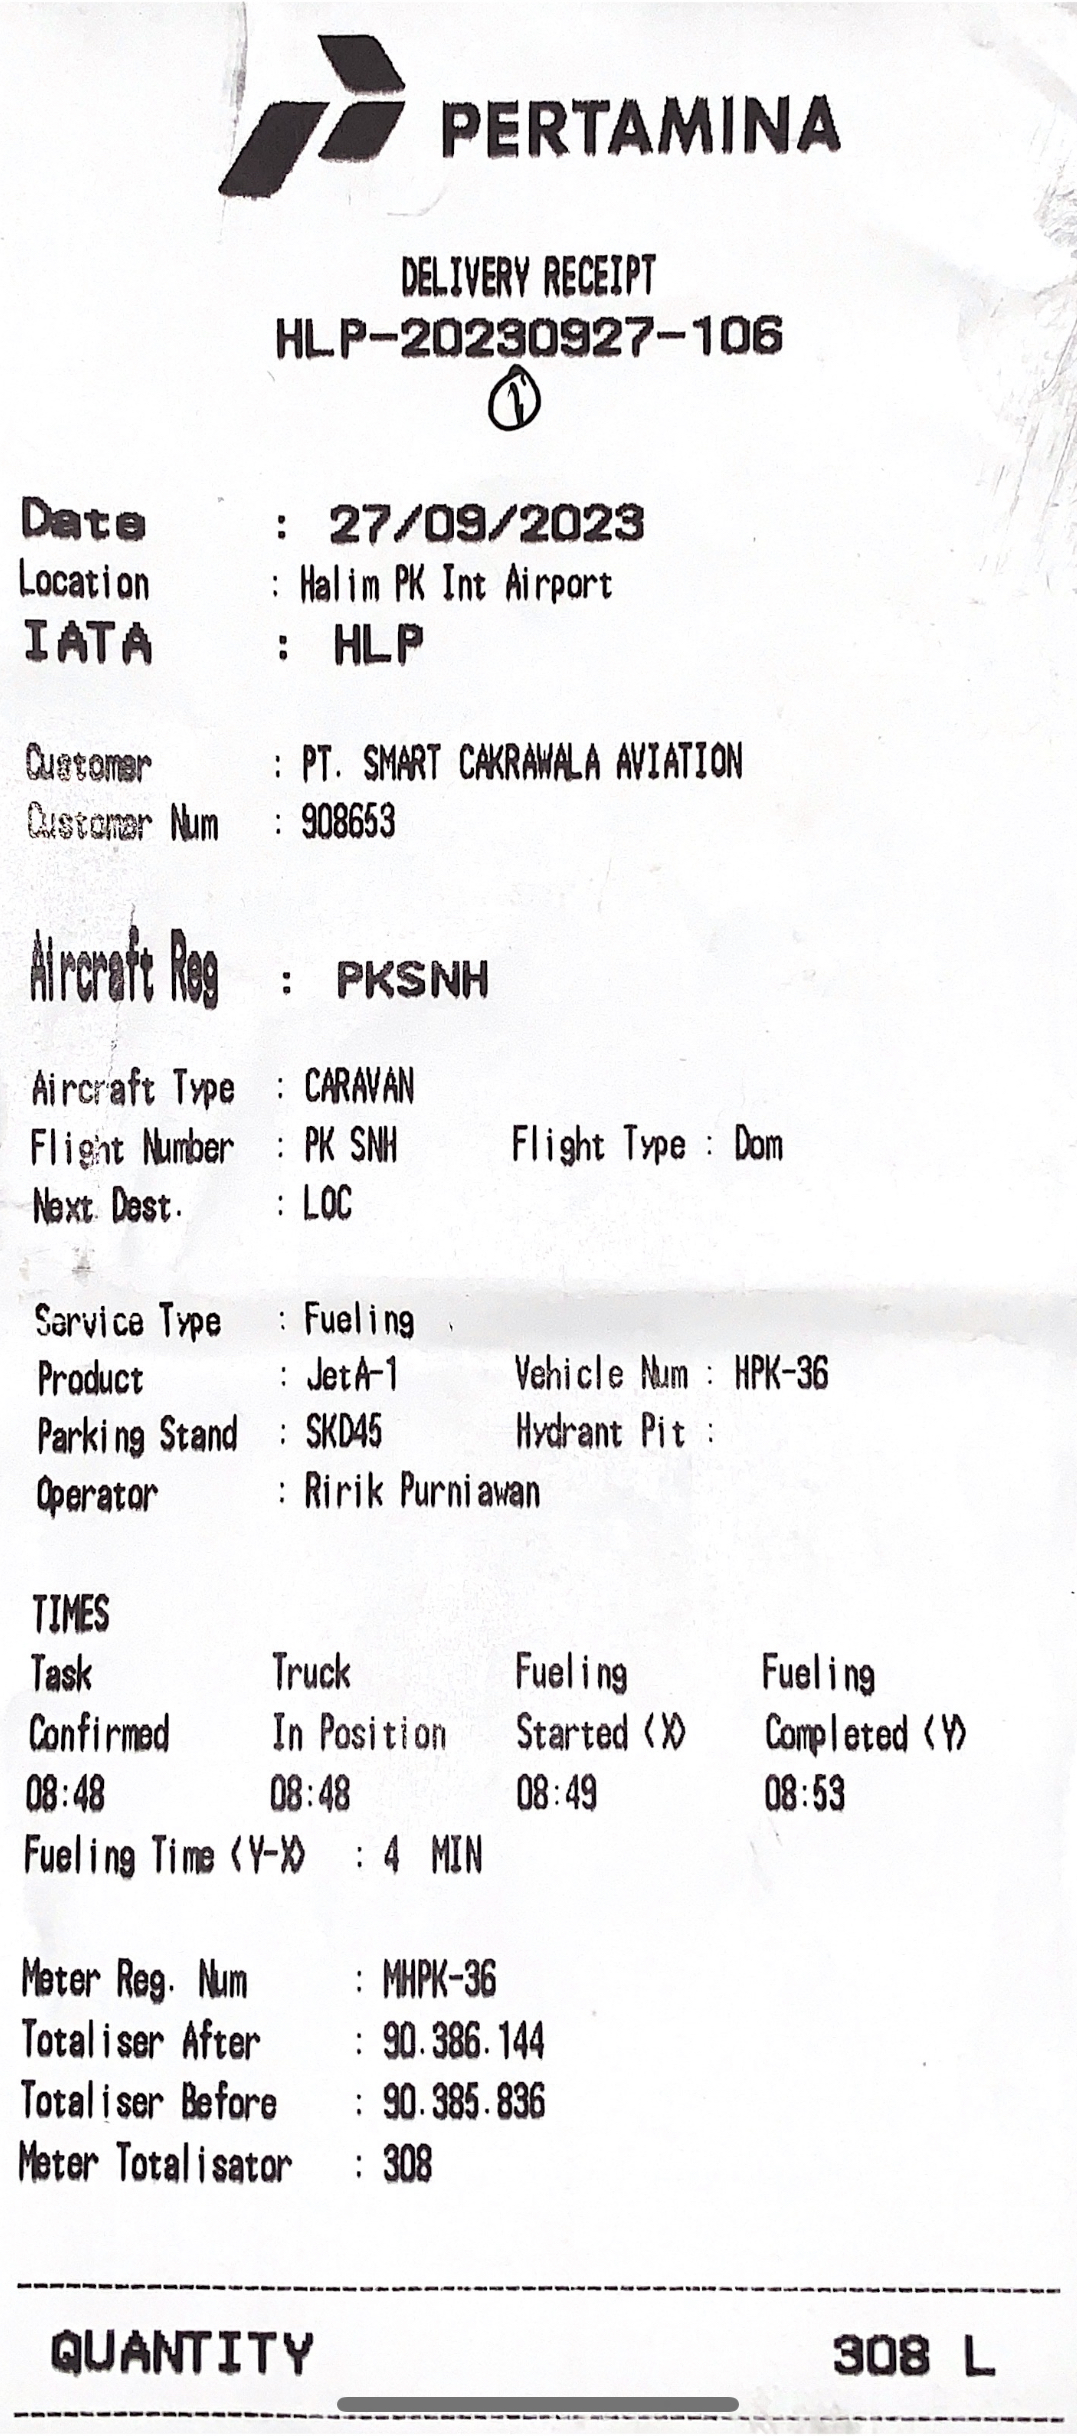 PERTAMINA
DELIVERY RECEIPT
HLP-20230927-106
1
Date : 27/09/2023
Location : Halim PK Int Airport
IATA : HLP
Customer : PT. SMART CAKRAWALA AVIATION
Customer Num : 908653
Aircraft Reg : PKSNH
Aircraft Type : CARAVAN
Flight Number : PK SNH Flight Type : Dom
Next Dest. : LOC
Service Type : Fueling
Product : JetA-1 Vehicle Num : HPK-36
Parking Stand : SKD45 Hydrant Pit :
Operator : Ririk Purniawan
TIMES
Task Truck Fueling Fueling
Confirmed In Position Started (X) Completed (Y)
08:48 08:48 08:49 08:53
Fueling Time (Y-X) : 4 MIN
Meter Reg. Num : MHPK-36
Totaliser After : 90.386.144
Totaliser Before : 90.385.836
Meter Totalisator : 308
QUANTITY 308 L